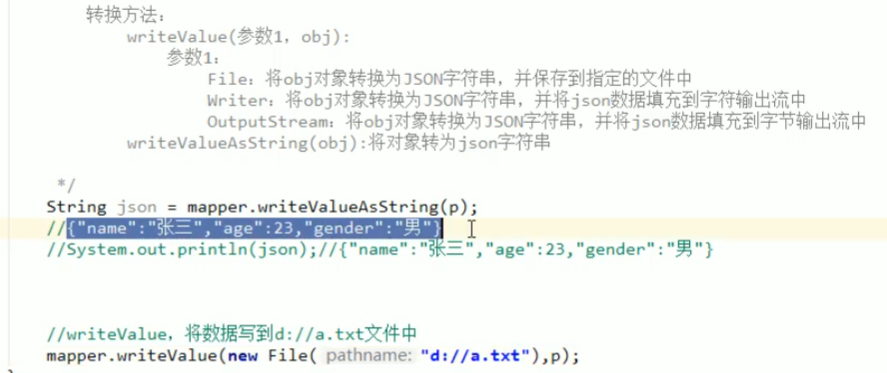 转换方法：
writeValue(参数1，obj):
参数1：
File：将obj对象转换为JSON字符串，并保存到指定的文件中
Writer：将obj对象转换为JSON字符串，并将json数据填充到字符输出流中
OutputStream：将obj对象转换为JSON字符串，并将json数据填充到字节输出流中
writeValueAsString(obj):将对象转为json字符串
*/
String json = mapper.writeValueAsString(p);
//{"name":"张三","age":23,"gender":"男"}
//System.out.println(json);//{"name":"张三","age":23,"gender":"男"}
//writeValue，将数据写到d://a.txt文件中
mapper.writeValue(new File( pathname: "d://a.txt"),p);